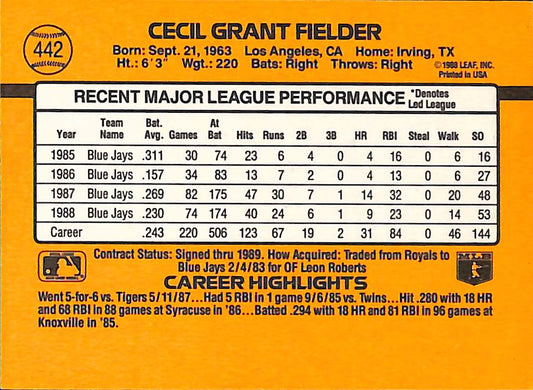 442
CECIL GRANT FIELDER
Born: Sept. 21, 1963 Los Angeles, CA Home: Irving, TX
Ht.: 6'3" Wgt.: 220 Bats: Right Throws: Right
©1988 LEAF, INC.
Printed in USA
RECENT MAJOR LEAGUE PERFORMANCE *Denotes Led League
Year Team Name Bat. Avg. Games At Bat Hits Runs 2B 3B HR RBI Steal Walk SO
1985 Blue Jays .311 30 74 23 6 4 0 4 16 0 6 16
1986 Blue Jays .157 34 83 13 7 2 0 4 13 0 6 27
1987 Blue Jays .269 82 175 47 30 7 1 14 32 0 20 48
1988 Blue Jays .230 74 174 40 24 6 1 9 23 0 14 53
Career .243 220 506 123 67 19 2 31 84 0 46 144
Contract Status: Signed thru 1989. How Acquired: Traded from Royals to
Blue Jays 2/4/83 for OF Leon Roberts
CAREER HIGHLIGHTS
Went 5-for-6 vs. Tigers 5/11/87...Had 5 RBI in 1 game 9/6/85 vs. Twins...Hit .280 with 18 HR
and 68 RBI in 88 games at Syracuse in '86...Batted .294 with 18 HR and 81 RBI in 96 games at
Knoxville in '85.